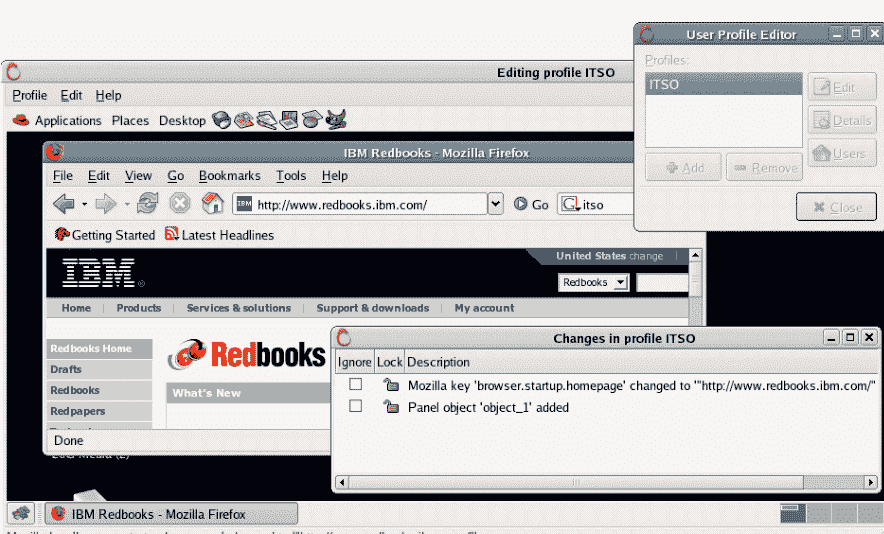 User Profile Editor
Profiles:
ITSO
Edit
Details
Users
Add
Remove
Close
Editing profile ITSO
Profile Edit Help
Applications Places Desktop
IBM Redbooks - Mozilla Firefox
File Edit View Go Bookmarks Tools Help
IBM http://www.redbooks.ibm.com/ Go G itso
Getting Started Latest Headlines
IBM®
United States change
Redbooks
Home Products Services & solutions Support & downloads My account
Redbooks Home
Drafts
Redbooks
Redpapers
Redbooks
What's New
Done
Changes in profile ITSO
Ignore Lock Description
Mozilla key 'browser.startup.homepage' changed to '"http://www.redbooks.ibm.com/"
Panel object 'object_1' added
IBM Redbooks - Mozilla Firefox